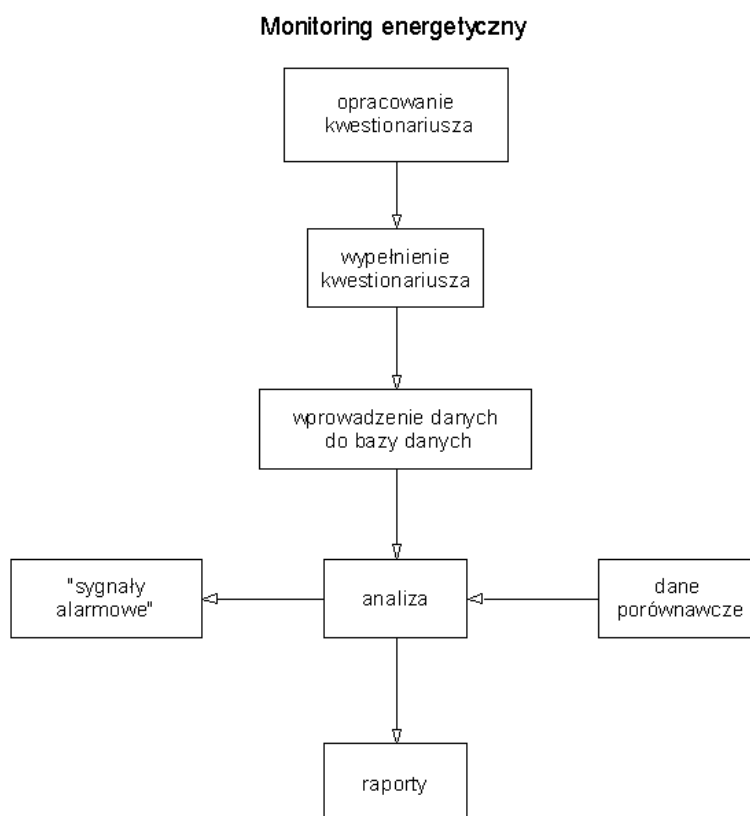 Monitoring energetyczny
opracowanie
kwestionariusza
wypełnienie
kwestionariusza
wprowadzenie danych
do bazy danych
"sygnały
alarmowe"
analiza
dane
porównawcze
raporty